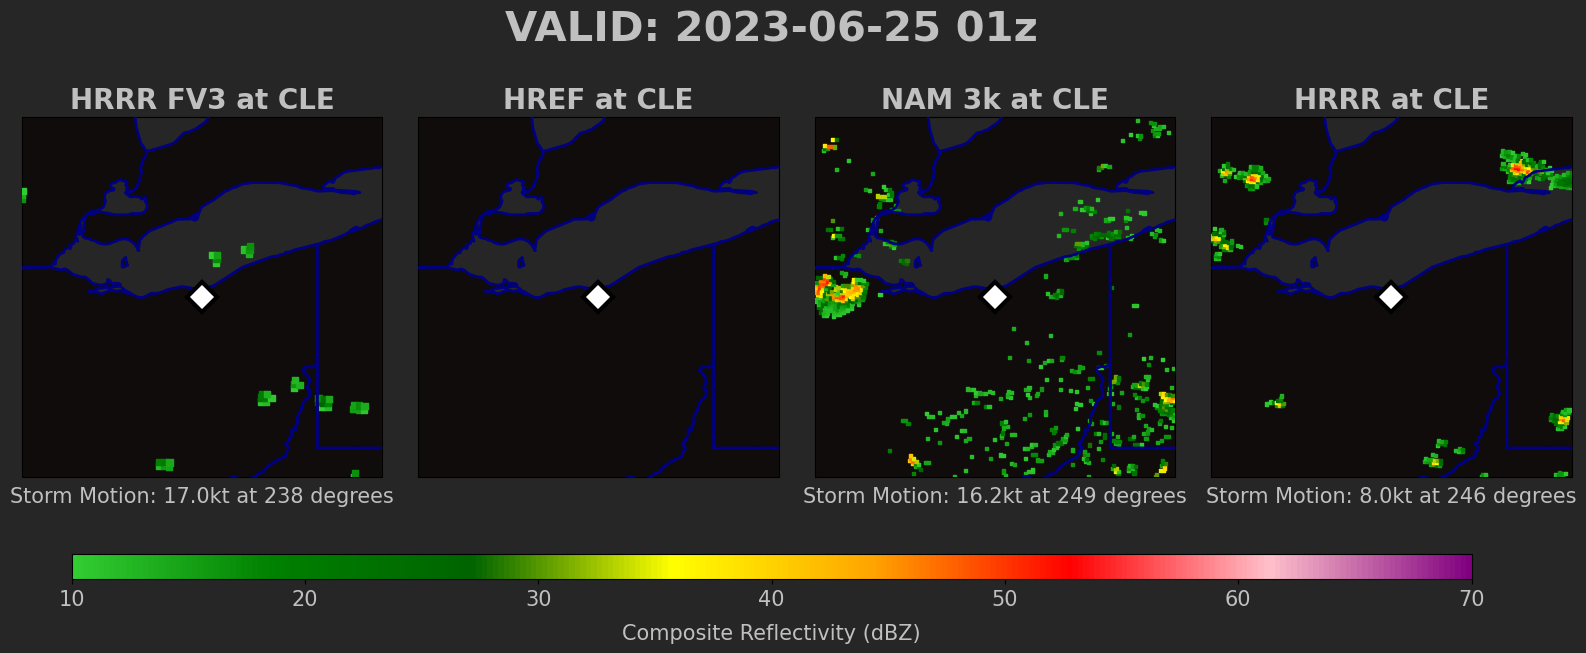 VALID: 2023-06-25 01z
HRRR FV3 at CLE
HREF at CLE
NAM 3k at CLE
HRRR at CLE
Storm Motion: 17.0kt at 238 degrees
Storm Motion: 16.2kt at 249 degrees
Storm Motion: 8.0kt at 246 degrees
10 20 30 40 50 60 70
Composite Reflectivity (dBZ)